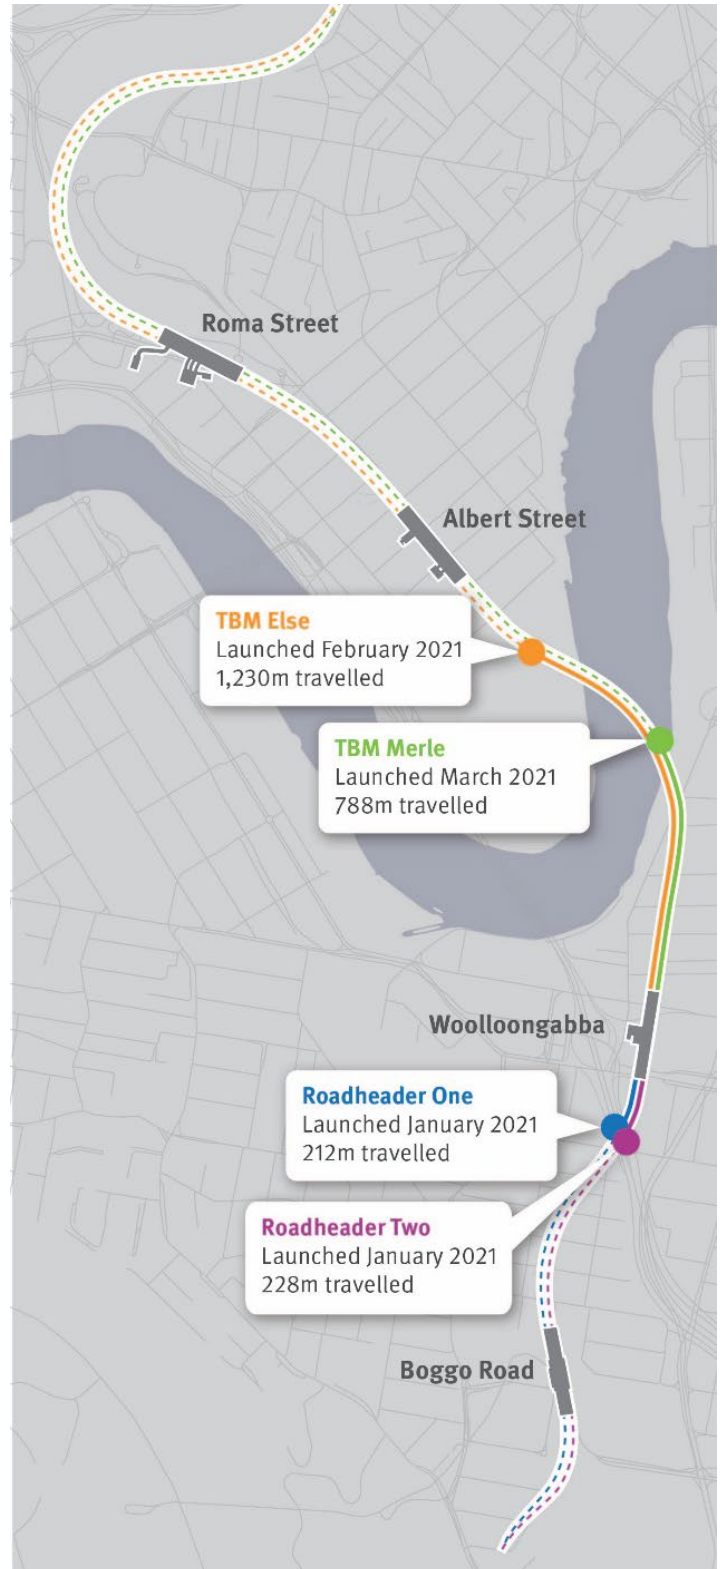 Roma Street
Albert Street
TBM Else
Launched February 2021
1,230m travelled
TBM Merle
Launched March 2021
788m travelled
Woolloongabba
Roadheader One
Launched January 2021
212m travelled
Roadheader Two
Launched January 2021
228m travelled
Boggo Road